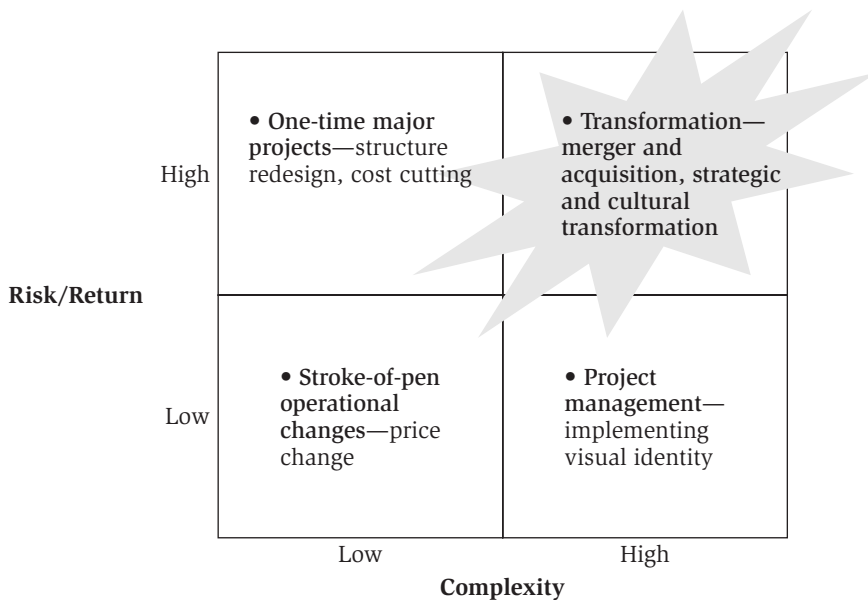 • One-time major
projects—structure
redesign, cost cutting
• Transformation—
merger and
acquisition, strategic
and cultural
transformation
High
Risk/Return
• Stroke-of-pen
operational
changes—price
change
• Project
management—
implementing
visual identity
Low
Low
High
Complexity